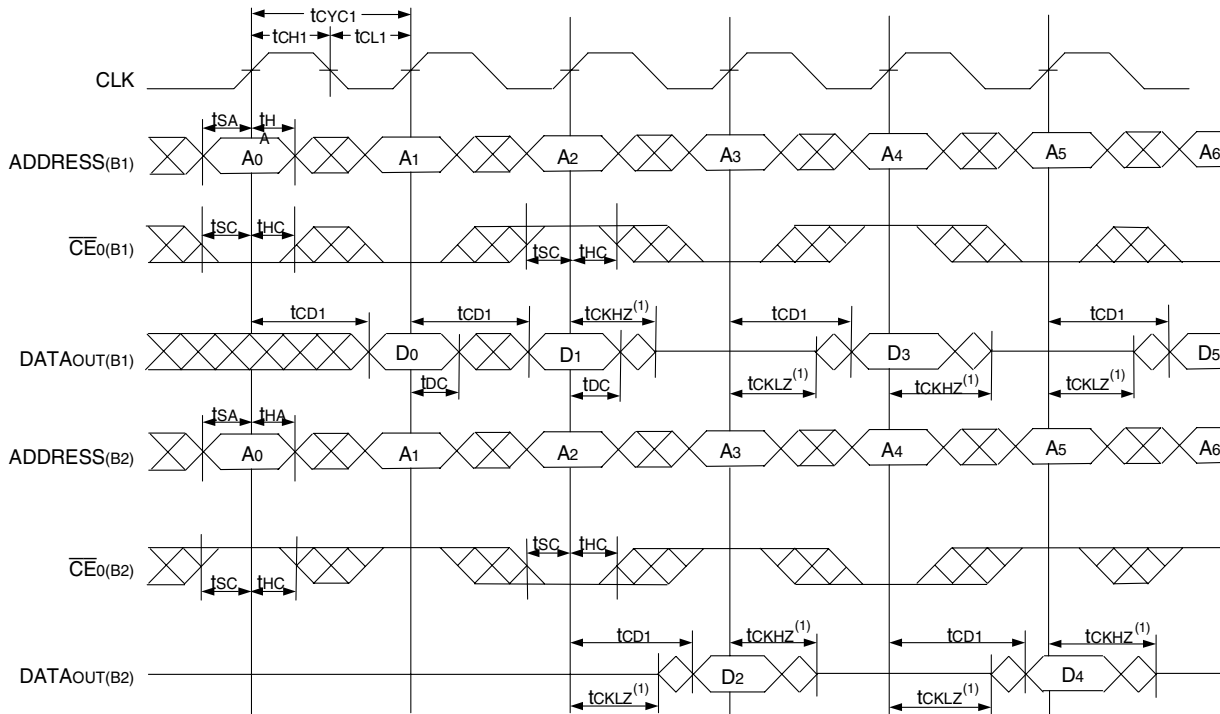 tCYC1
tCH1 tCL1
CLK
tSA tH
A
ADDRESS(B1) A0 A1 A2 A3 A4 A5 A6
CE0(B1) tSC tHC tSC tHC
tCD1 tCD1 tCKHZ(1) tCD1 tCD1
DATAOUT(B1) D0 D1 D3 D5
tDC tDC tCKLZ(1) tCKHZ(1) tCKLZ(1)
tSA tHA
ADDRESS(B2) A0 A1 A2 A3 A4 A5 A6
tSC tHC
CE0(B2)
tSC tHC
tCD1 tCKHZ(1) tCD1 tCKHZ(1)
DATAOUT(B2) D2 D4
tCKLZ(1) tCKLZ(1)